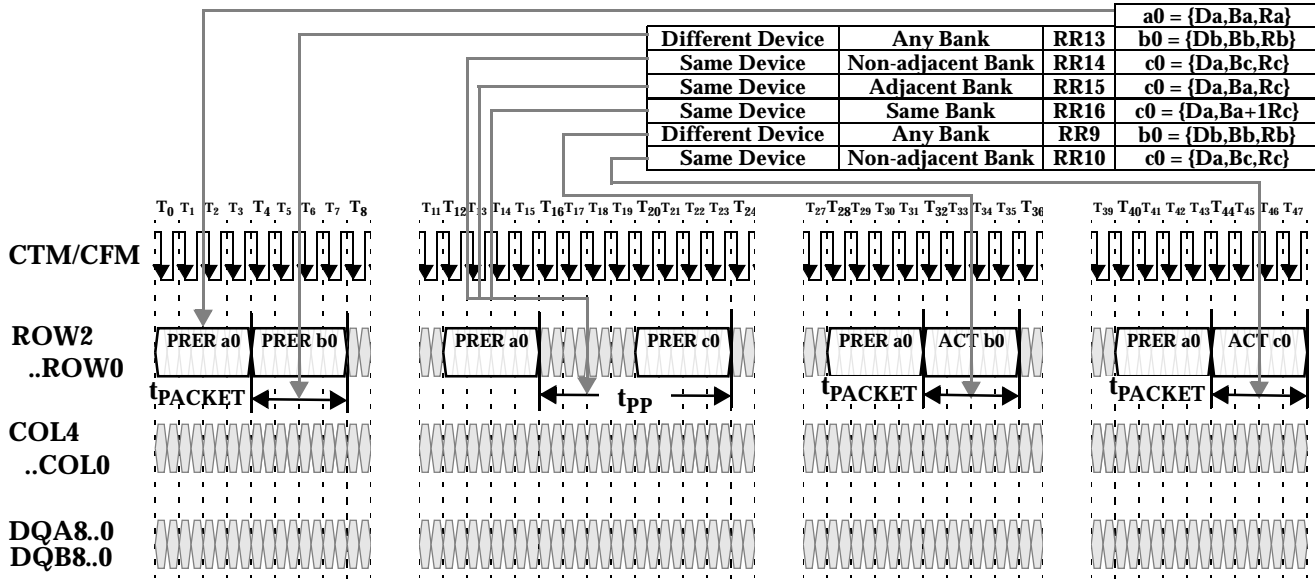 a0 = {Da,Ba,Ra}
Different Device Any Bank RR13 b0 = {Db,Bb,Rb}
Same Device Non-adjacent Bank RR14 c0 = {Da,Bc,Rc}
Same Device Adjacent Bank RR15 c0 = {Da,Ba,Rc}
Same Device Same Bank RR16 c0 = {Da,Ba+1Rc}
Different Device Any Bank RR9 b0 = {Db,Bb,Rb}
Same Device Non-adjacent Bank RR10 c0 = {Da,Bc,Rc}
T0 T1 T2 T3 T4 T5 T6 T7 T8 T11 T12 T13 T14 T15 T16 T17 T18 T19 T20 T21 T22 T23 T24 T27 T28 T29 T30 T31 T32 T33 T34 T35 T36 T39 T40 T41 T42 T43 T44 T45 T46 T47
CTM/CFM
ROW2
..ROW0
PRER a0 PRER b0 PRER a0 PRER c0 PRER a0 ACT b0 PRER a0 ACT c0
tPACKET tPP tPACKET tPACKET
COL4
..COL0
DQA8..0
DQB8..0